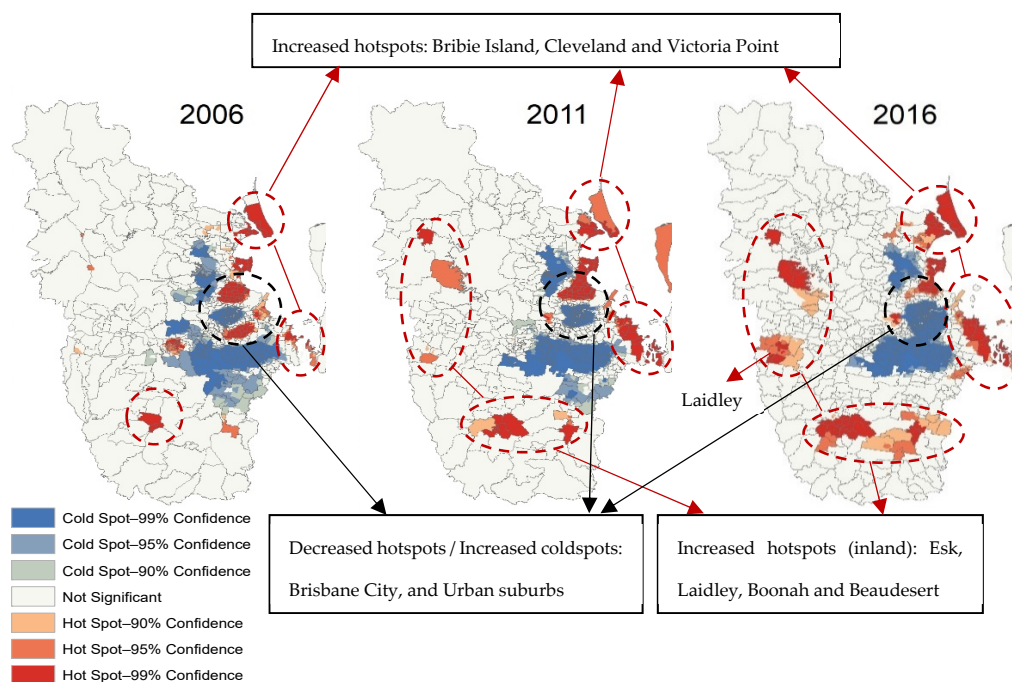 Increased hotspots: Bribie Island, Cleveland and Victoria Point
2006
2011
2016
Laidley
Cold Spot–99% Confidence
Cold Spot–95% Confidence
Cold Spot–90% Confidence
Not Significant
Hot Spot–90% Confidence
Hot Spot–95% Confidence
Hot Spot–99% Confidence
Decreased hotspots / Increased coldspots:
Brisbane City, and Urban suburbs
Increased hotspots (inland): Esk,
Laidley, Boonah and Beaudesert